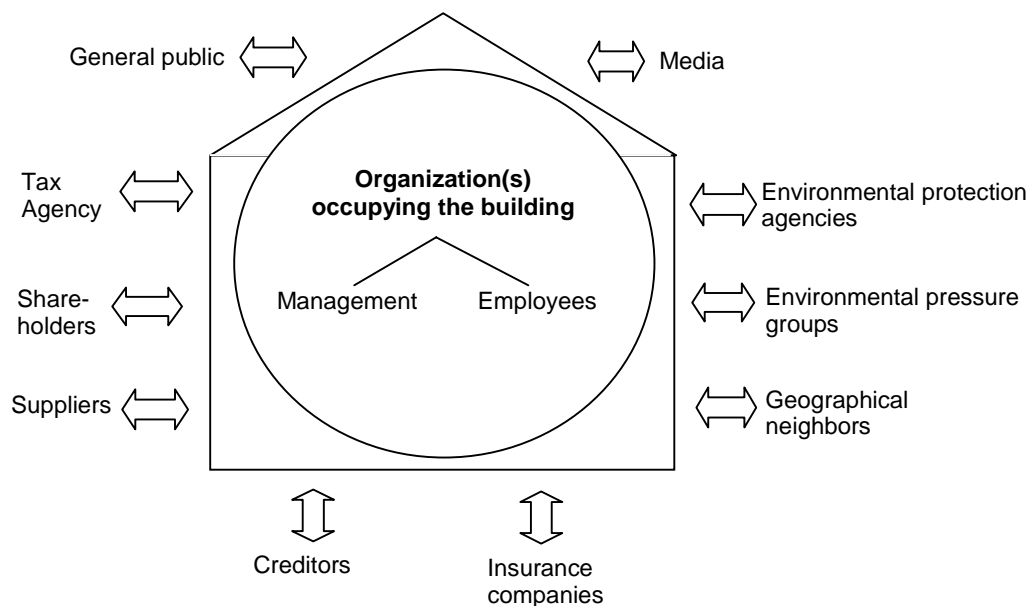 General public
Media
Tax
Agency
Organization(s)
occupying the building
Environmental protection
agencies
Share-
holders
Management
Employees
Environmental pressure
groups
Suppliers
Geographical
neighbors
Creditors
Insurance
companies